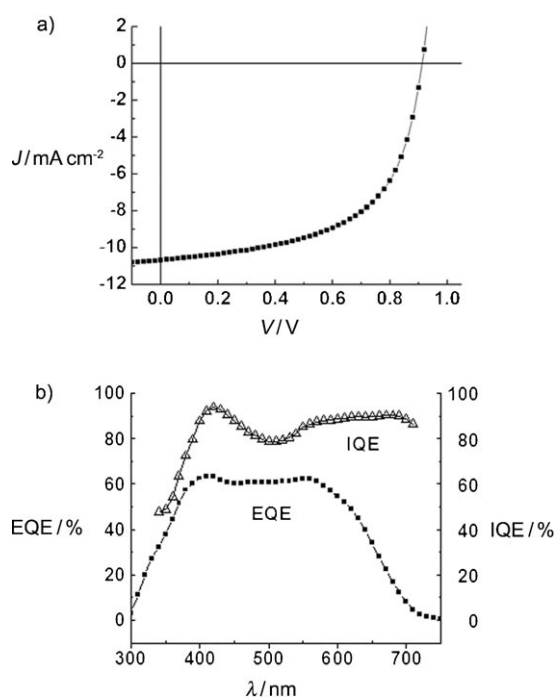 a)
2
0
-2
-4
-6
-8
-10
-12
J / mA cm-2
0.0 0.2 0.4 0.6 0.8 1.0
V / V
b)
100 100
80 80
60 60
40 40
20 20
0 0
IQE
EQE
EQE / %
IQE / %
300 400 500 600 700
λ / nm